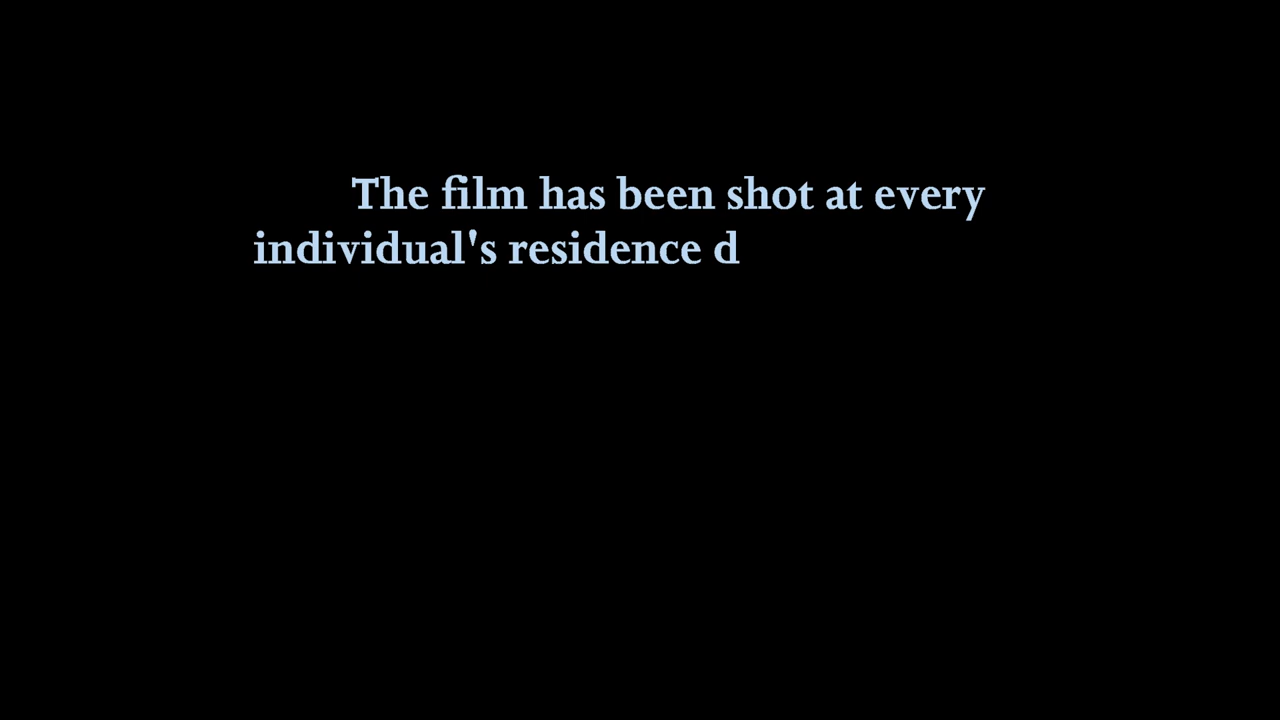 The film has been shot at every
individual's residence d